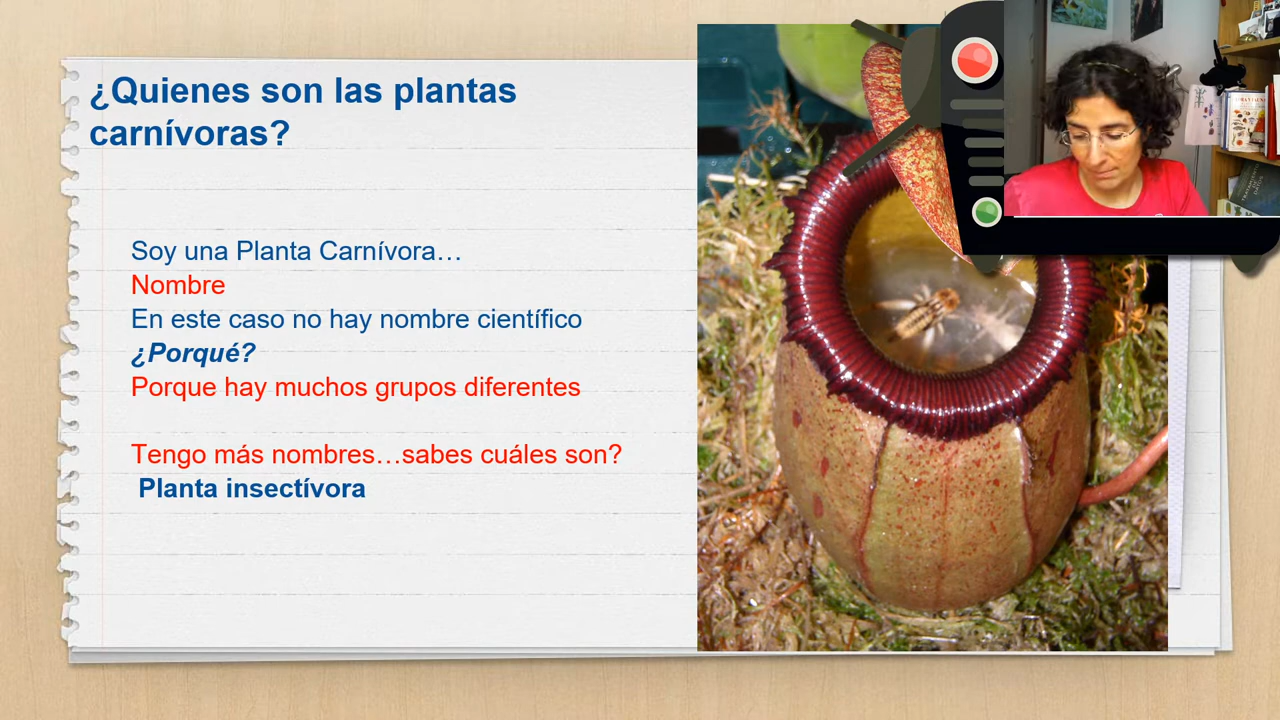 ¿Quienes son las plantas
carnívoras?
Soy una Planta Carnívora…
Nombre
En este caso no hay nombre científico
¿Porqué?
Porque hay muchos grupos diferentes
Tengo más nombres…sabes cuáles son?
Planta insectívora